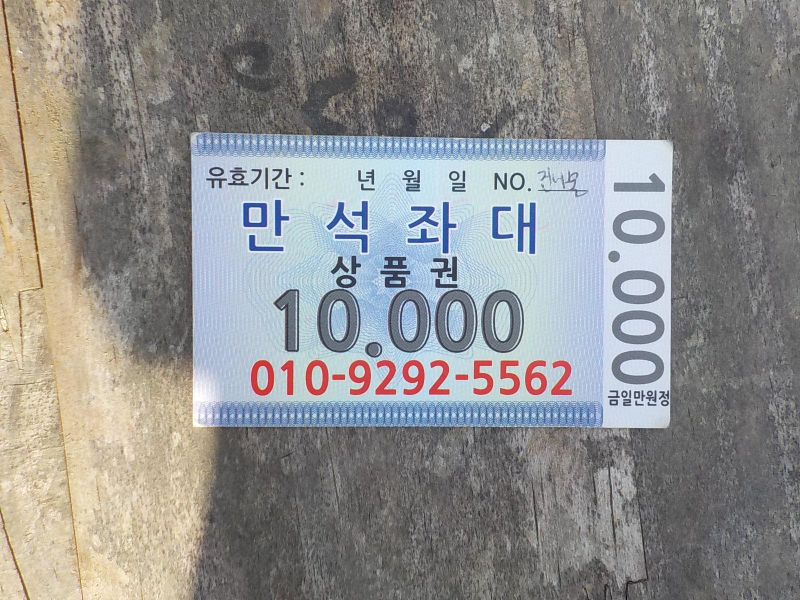 유효기간 : 년 월 일 NO.
만석좌대
상품권
10.000
010-9292-5562
10.000
금일만원정